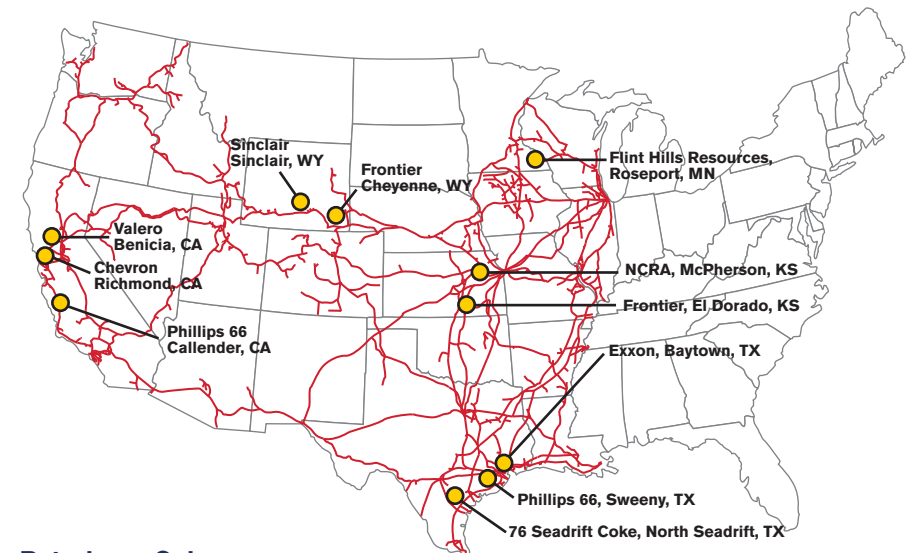 Sinclair
Sinclair, WY
Frontier
Cheyenne, WY
Flint Hills Resources,
Roseport, MN
Valero
Benicia, CA
Chevron
Richmond, CA
NCRA, McPherson, KS
Frontier, El Dorado, KS
Phillips 66
Callender, CA
Exxon, Baytown, TX
Phillips 66, Sweeny, TX
76 Seadrift Coke, North Seadrift, TX